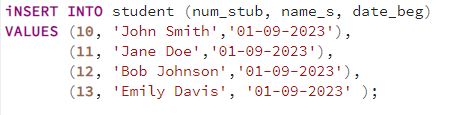 iNSERT INTO student (num_stub, name_s, date_beg)
VALUES (10, 'John Smith','01-09-2023'),
(11, 'Jane Doe','01-09-2023'),
(12, 'Bob Johnson','01-09-2023'),
(13, 'Emily Davis', '01-09-2023' );